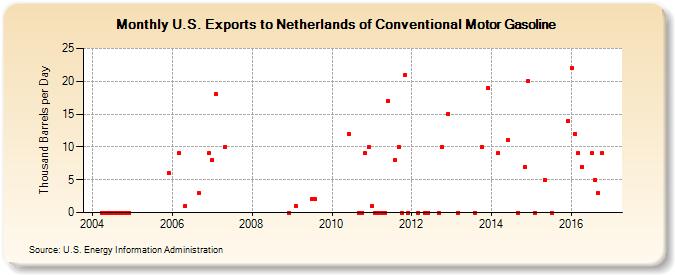 Monthly U.S. Exports to Netherlands of Conventional Motor Gasoline
Thousand Barrels per Day
25
20
15
10
5
0
2004 2006 2008 2010 2012 2014 2016
Source: U.S. Energy Information Administration